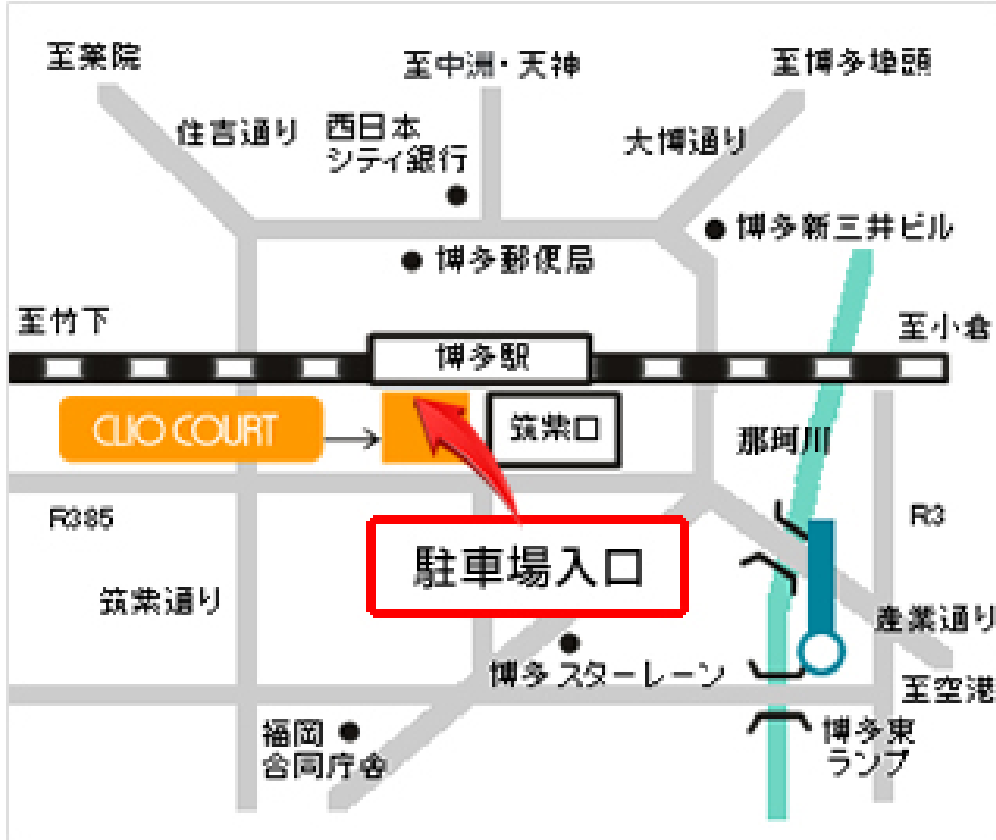 至薬院
至中洲・天神
至博多埠頭
住吉通り
西日本
シティ銀行
大博通り
博多新三井ビル
博多郵便局
至竹下
至小倉
博多駅
CLIO COURT
筑紫口
那珂川
R385
R3
駐車場入口
筑紫通り
産業通り
博多スターレーン
至空港
福岡
合同庁舎
博多東
ランプ